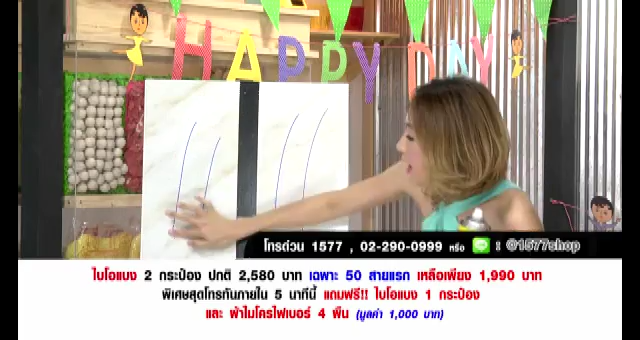 HAPPY DAY
โทรด่วน 1577 , 02-290-0999 หรือ LINE : @1577shop
ไบโอแบง 2 กระป๋อง ปกติ 2,580 บาท เฉพาะ 50 สายแรก เหลือเพียง 1,990 บาท
พิเศษสุดโทรทันภายใน 5 นาทีนี้ แถมฟรี!! ไบโอแบง 1 กระป๋อง
และ ผ้าไมโครไฟเบอร์ 4 ผืน (มูลค่า 1,000 บาท)